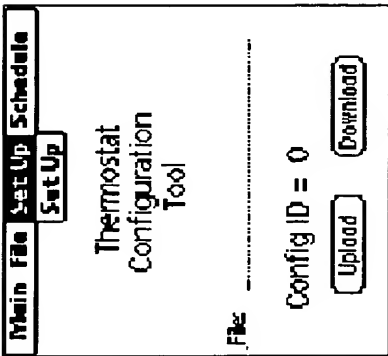 Main File Set Up Schedule
Set Up
Thermostat
Configuration
Tool
File:
Config ID = 0
Upload Download